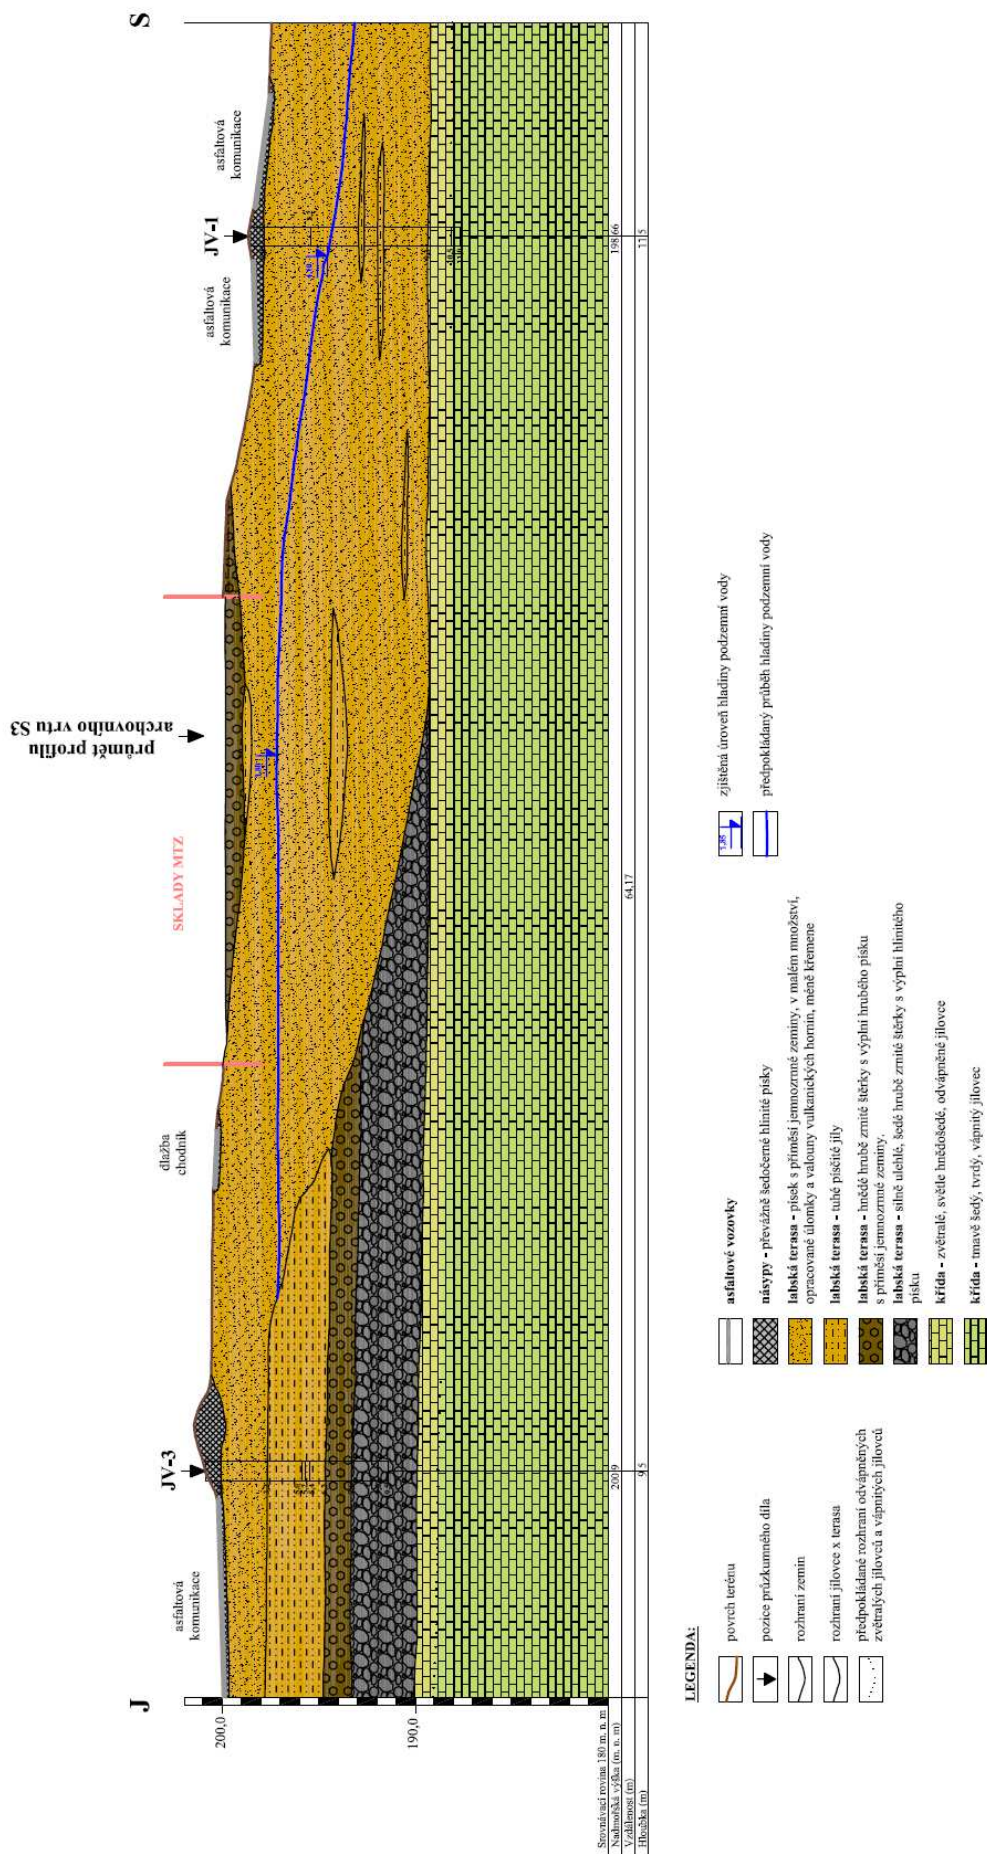 J
S
asfaltová
komunikace
JV-3
dlažba
chodník
SKLADY MTZ
průmět profilu
archovního vrtu S3
asfaltová
komunikace
JV-1
asfaltová
komunikace
200,0
190,0
Srovnávací rovina 180 m. n. m
Nadmořská výška (m. n. m)
200,9
198,66
Vzdálenost (m)
64,17
Hloubka (m)
9,5
11,5
LEGENDA:
povrch terénu
pozice průzkumného díla
rozhraní zemin
rozhraní jílovce x terasa
předpokládané rozhraní odvápněných
zvětralých jílovců a vápnitých jílovců
asfaltové vozovky
násypy - převážně šedočerné hlinité písky
labská terasa - písek s příměsí jemnozrnné zeminy, v malém množství,
opracované úlomky a valouny vulkanických hornin, méně křemene
labská terasa - tuhé písčité jíly
labská terasa - hnědé hrubě zrnité štěrky s výplní hrubého písku
s příměsí jemnozrnné zeminy,
labská terasa - silně ulehlé, šedé hrubě zrnité štěrky s výplní hlinitého
písku
křída - zvětralé, světle hnědošedé, odvápněné jílovce
křída - tmavě šedý, tvrdý, vápnitý jílovec
zjištěná úroveň hladiny podzemní vody
předpokládaný průběh hladiny podzemní vody